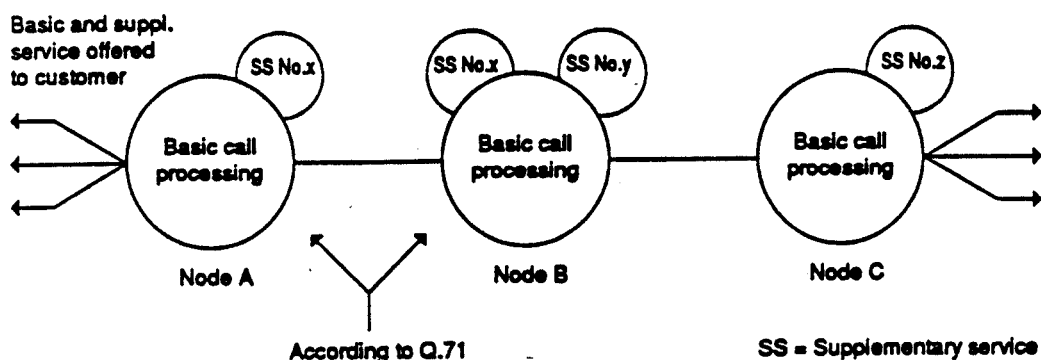 Basic and suppl.
service offered
to customer
SS No.x
SS No.x
SS No.y
SS No.z
Basic call
processing
Basic call
processing
Basic call
processing
Node A
Node B
Node C
According to Q.71
SS = Supplementary service